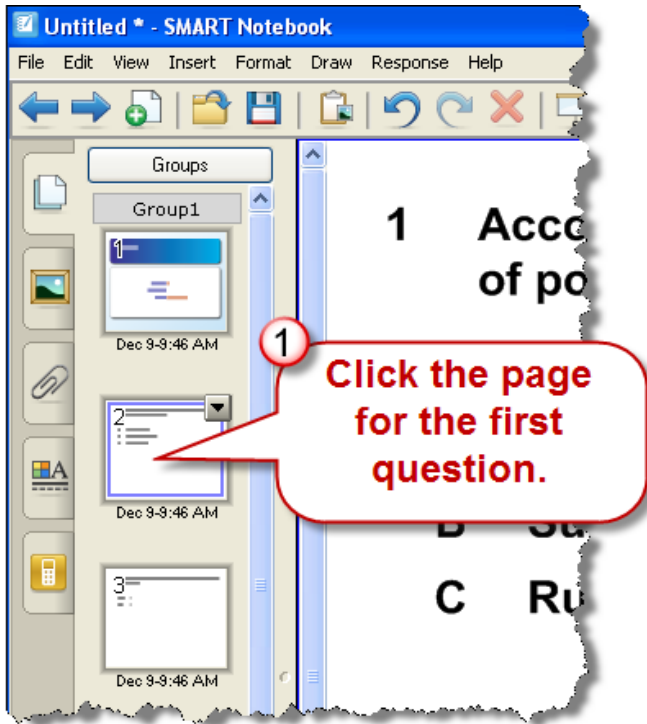 Untitled * - SMART Notebook
File Edit View Insert Format Draw Response Help
Groups
Group1
1
Dec 9-9:46 AM
2
Dec 9-9:46 AM
3
Dec 9-9:46 AM
1
of po
1
Click the page
for the first
question.
B
C